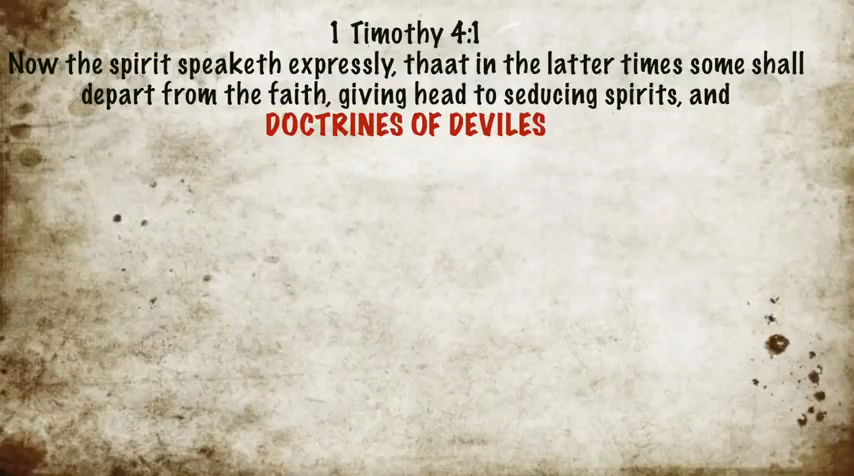 1 Timothy 4:1
Now the spirit speaketh expressly, thaat in the latter times some shall
depart from the faith, giving head to seducing spirits, and
DOCTRINES OF DEVILES